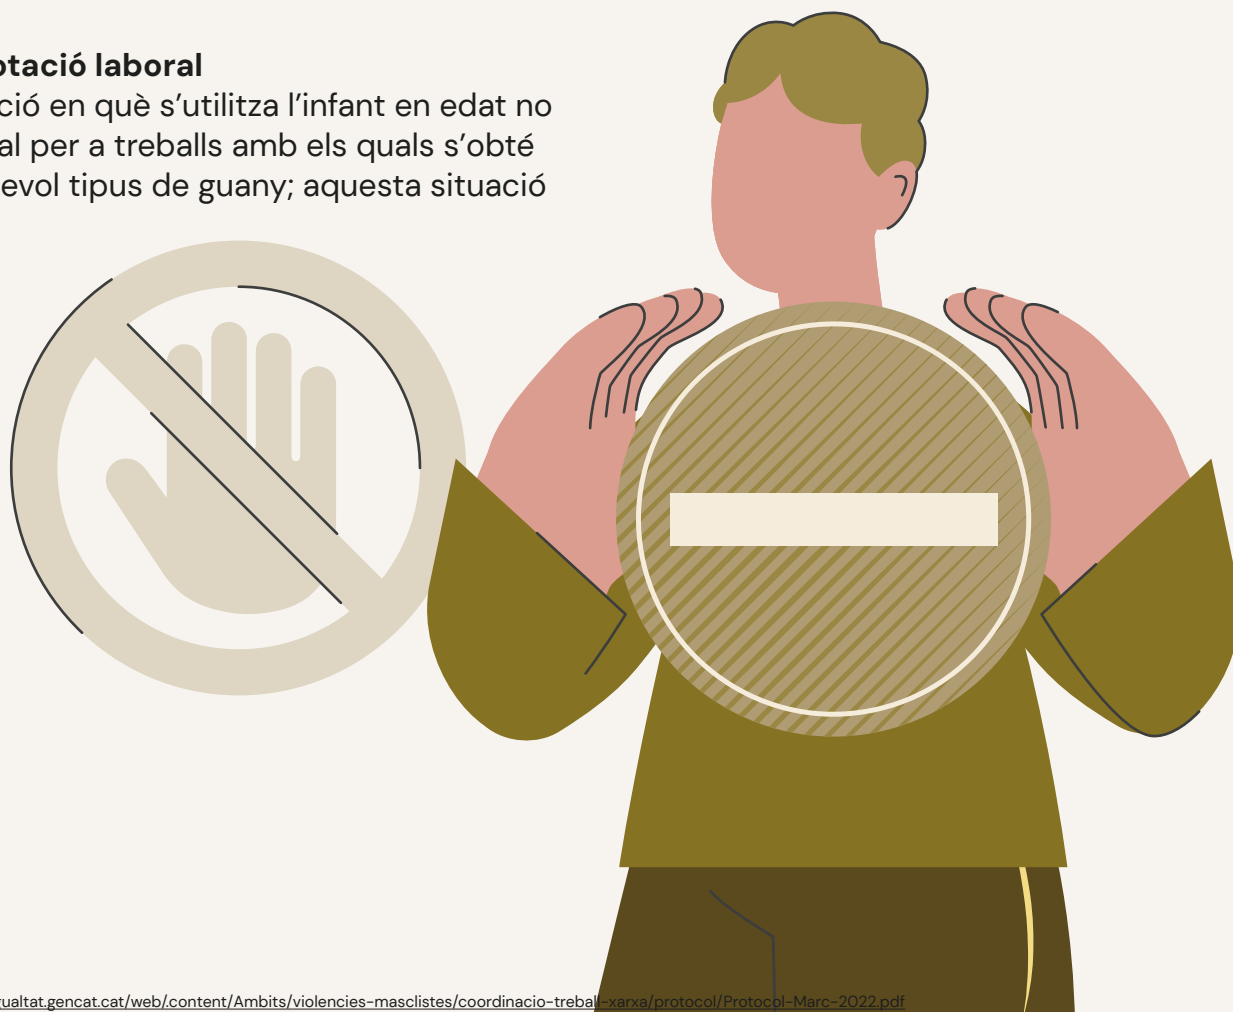 otació laboral
ció en què s’utilitza l’infant en edat no
al per a treballs amb els quals s’obté
evol tipus de guany; aquesta situació
gualtat.gencat.cat/web/.content/Ambits/violencies-masclistes/coordinacio-treball-xarxa/protocol/Protocol-Marc-2022.pdf